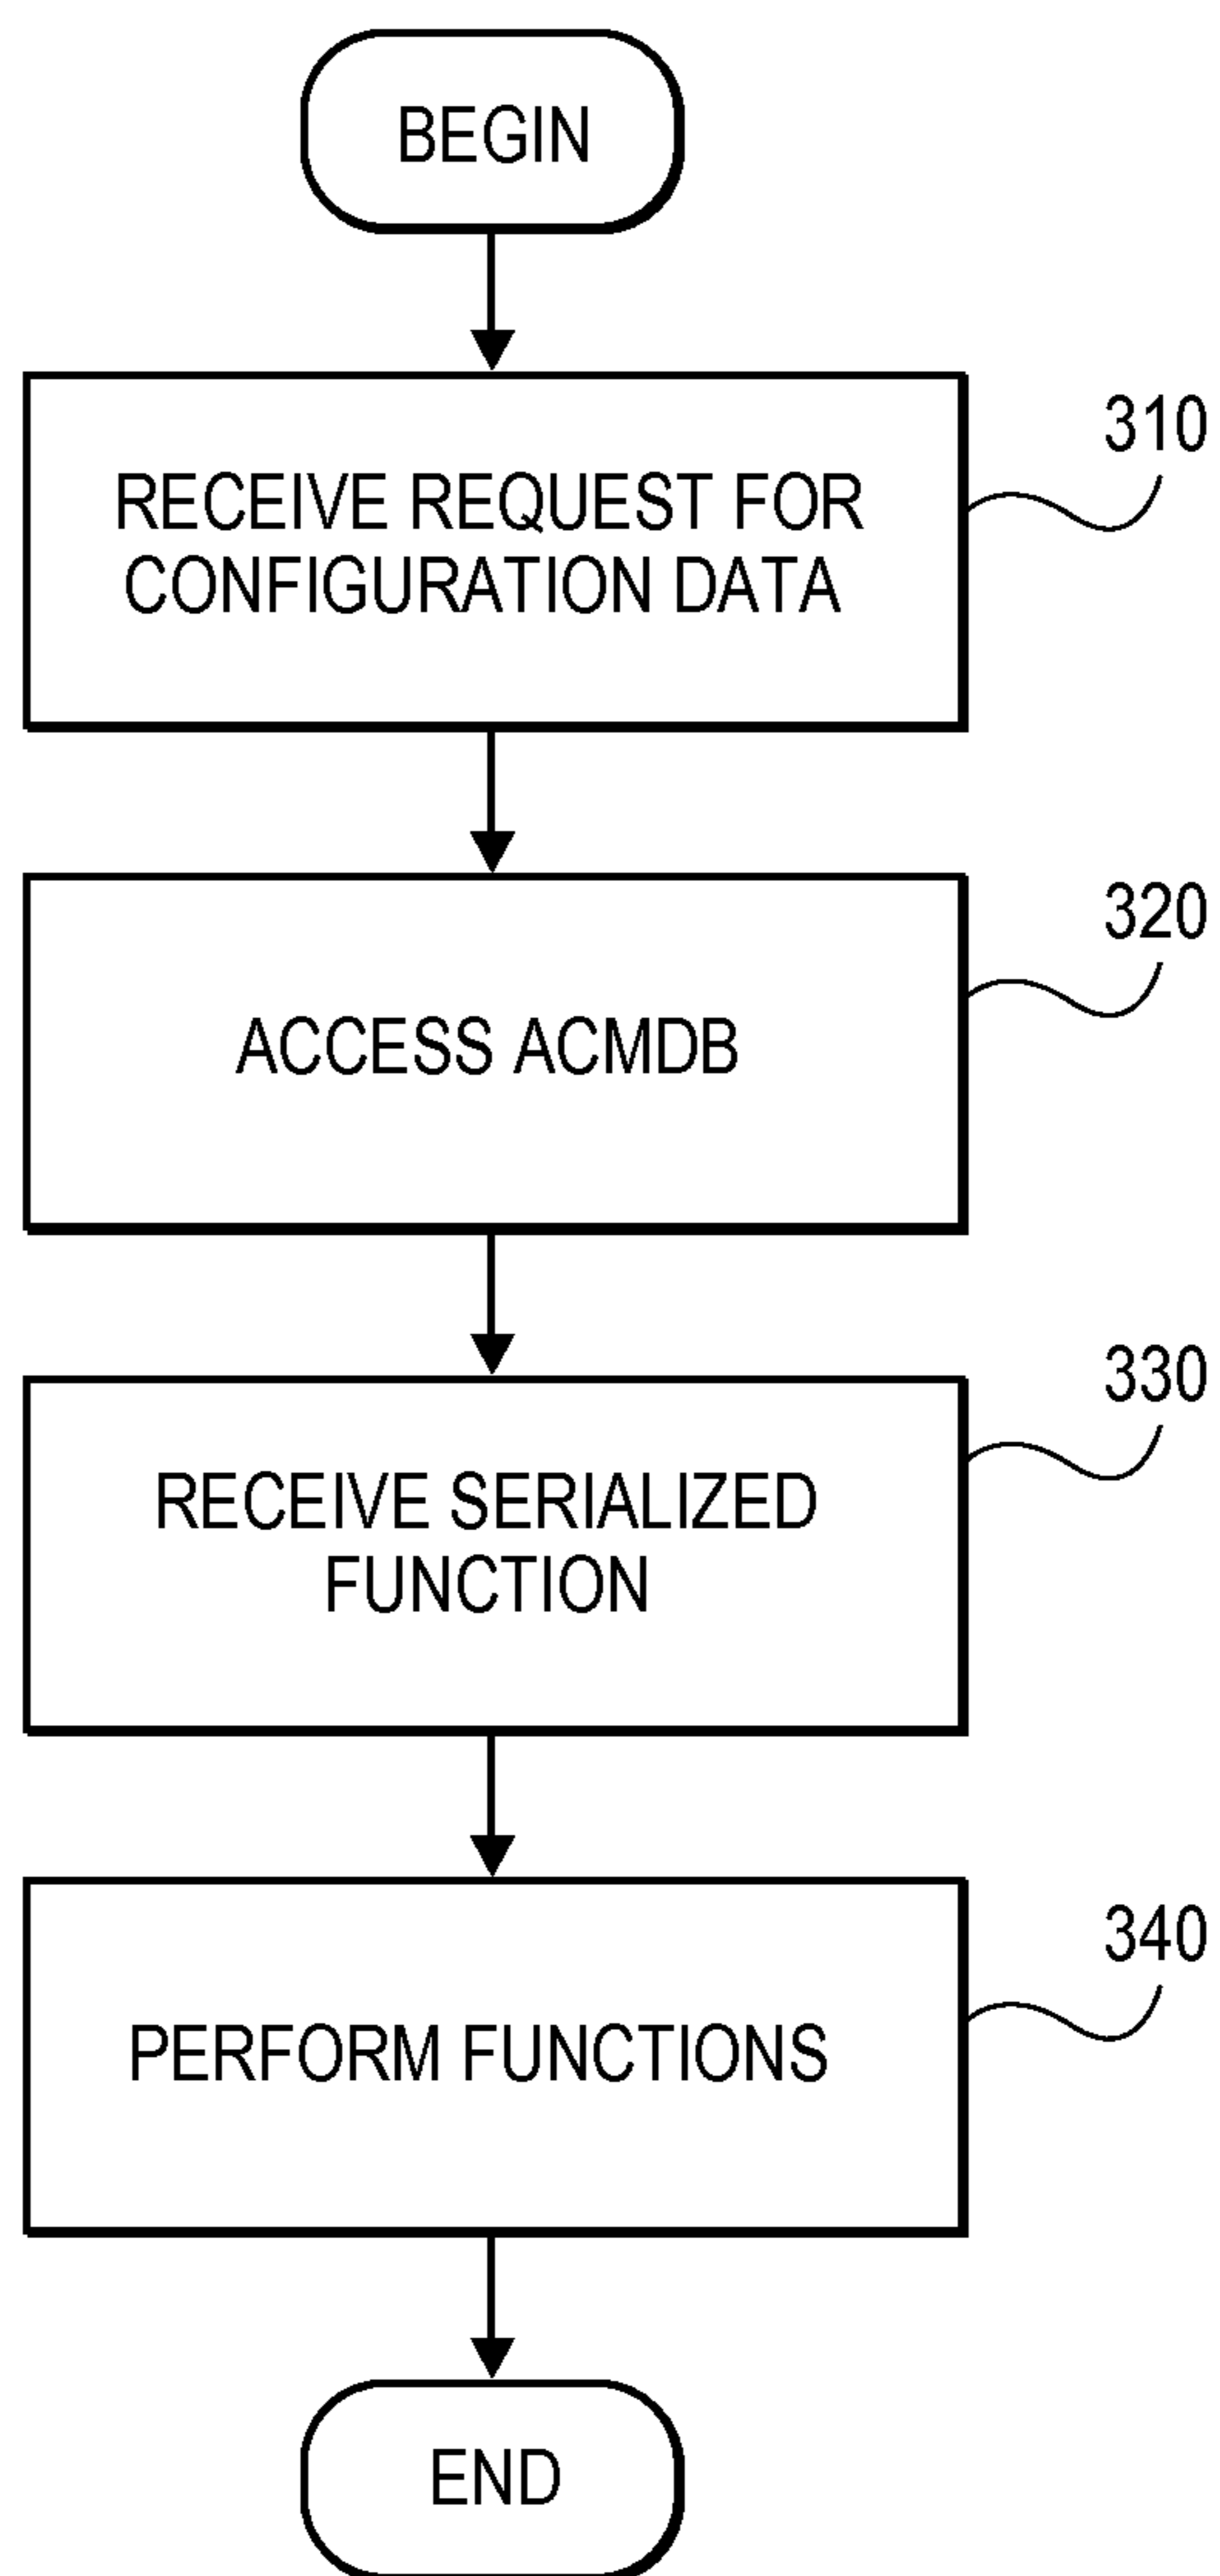 BEGIN
RECEIVE REQUEST FOR
CONFIGURATION DATA
310
ACCESS ACMDB
320
RECEIVE SERIALIZED
FUNCTION
330
PERFORM FUNCTIONS
340
END